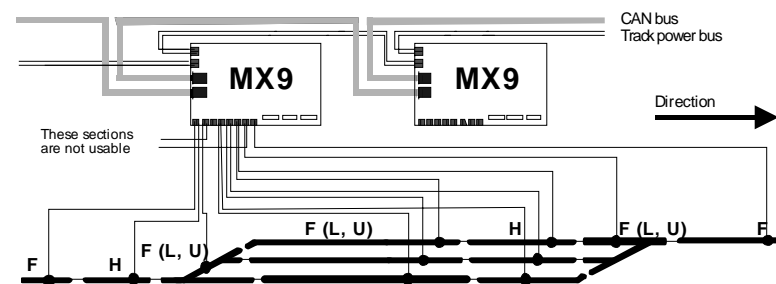 CAN bus
Track power bus
MX9
MX9
Direction
These sections
are not usable
F (L, U)
H
F (L, U)
F
F
H
F (L, U)